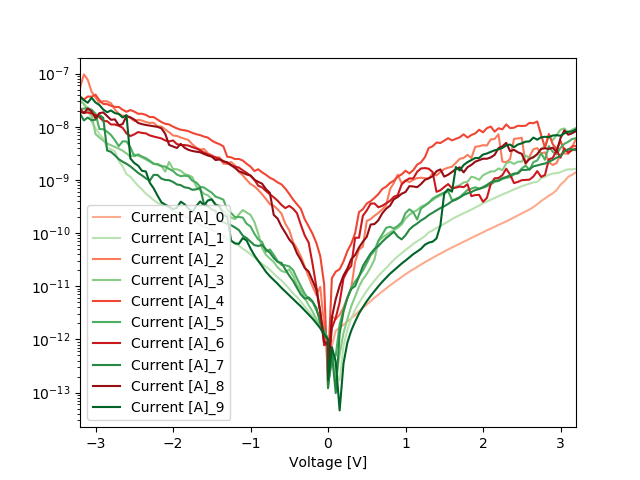 10⁻⁷
10⁻⁸
10⁻⁹
10⁻¹⁰
10⁻¹¹
10⁻¹²
10⁻¹³
Current [A]_0
Current [A]_1
Current [A]_2
Current [A]_3
Current [A]_4
Current [A]_5
Current [A]_6
Current [A]_7
Current [A]_8
Current [A]_9
−3 −2 −1 0 1 2 3
Voltage [V]